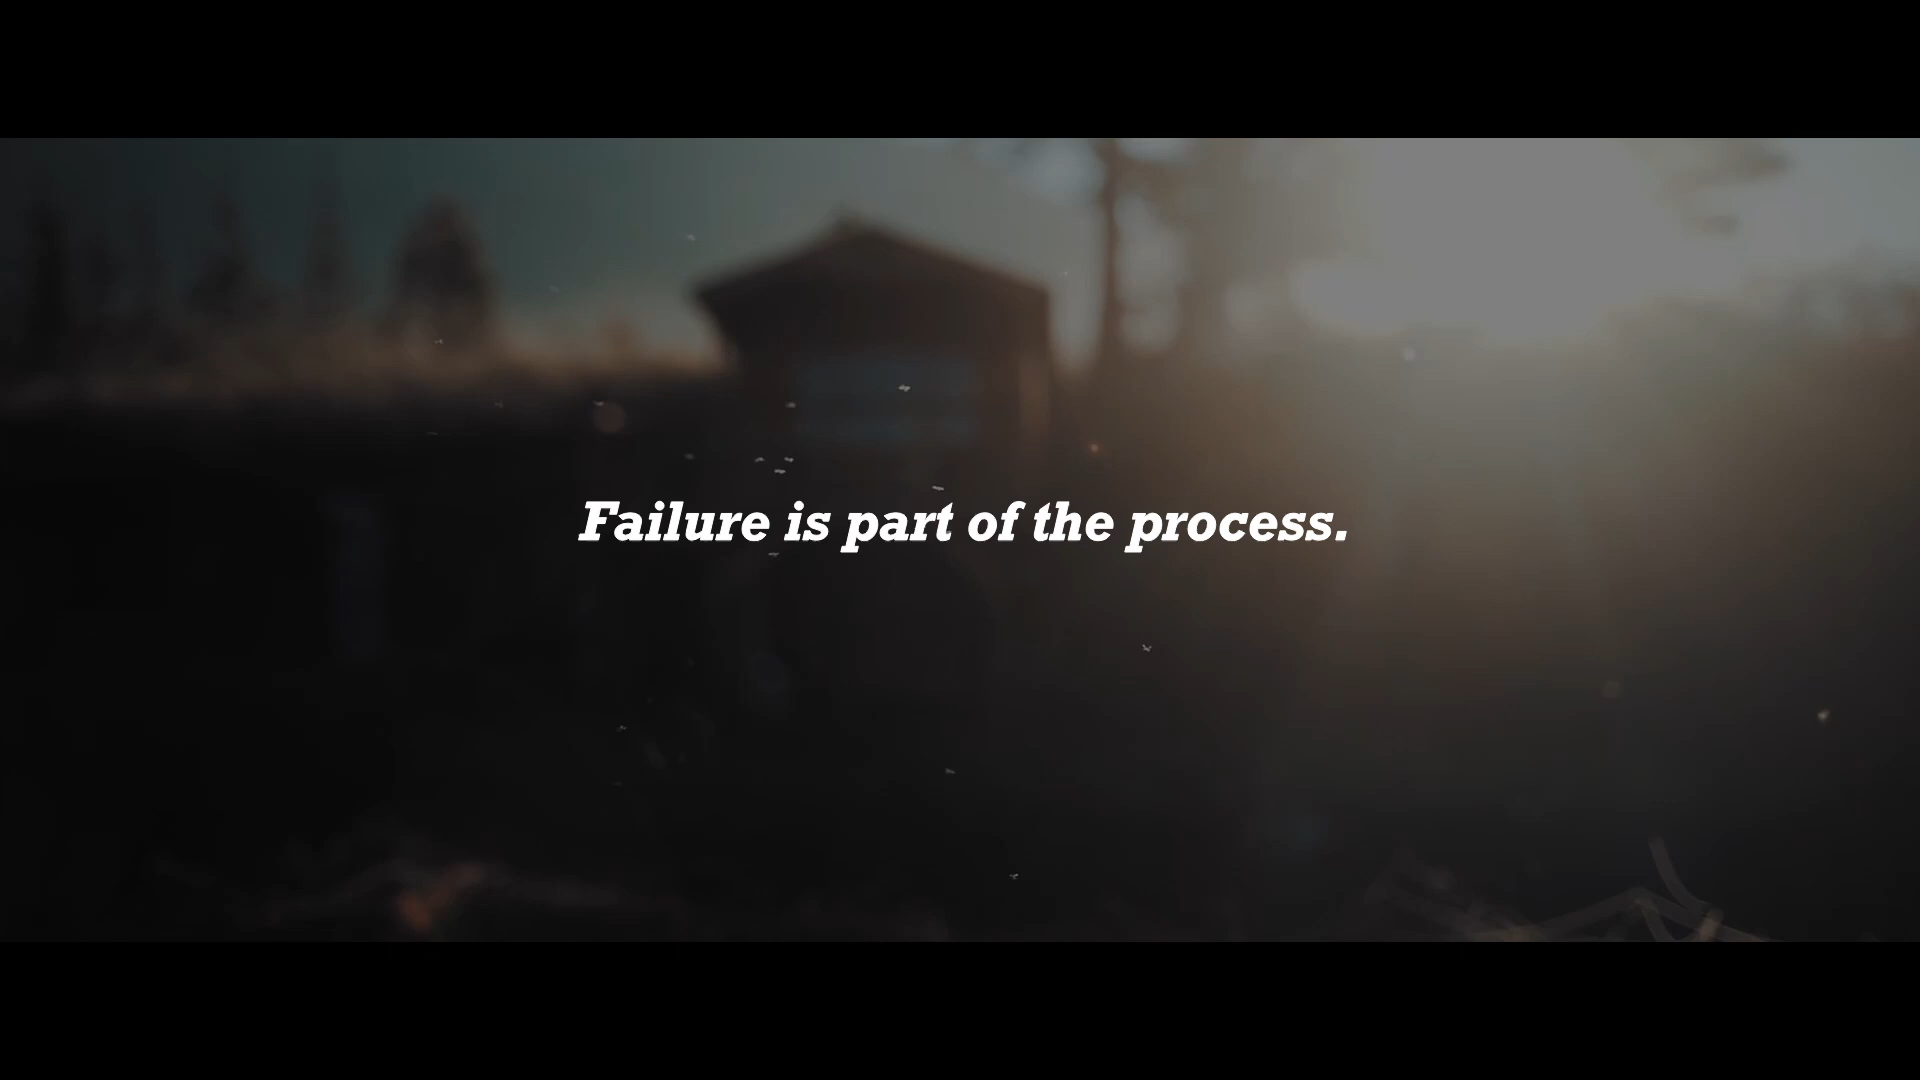 Failure is part of the process.